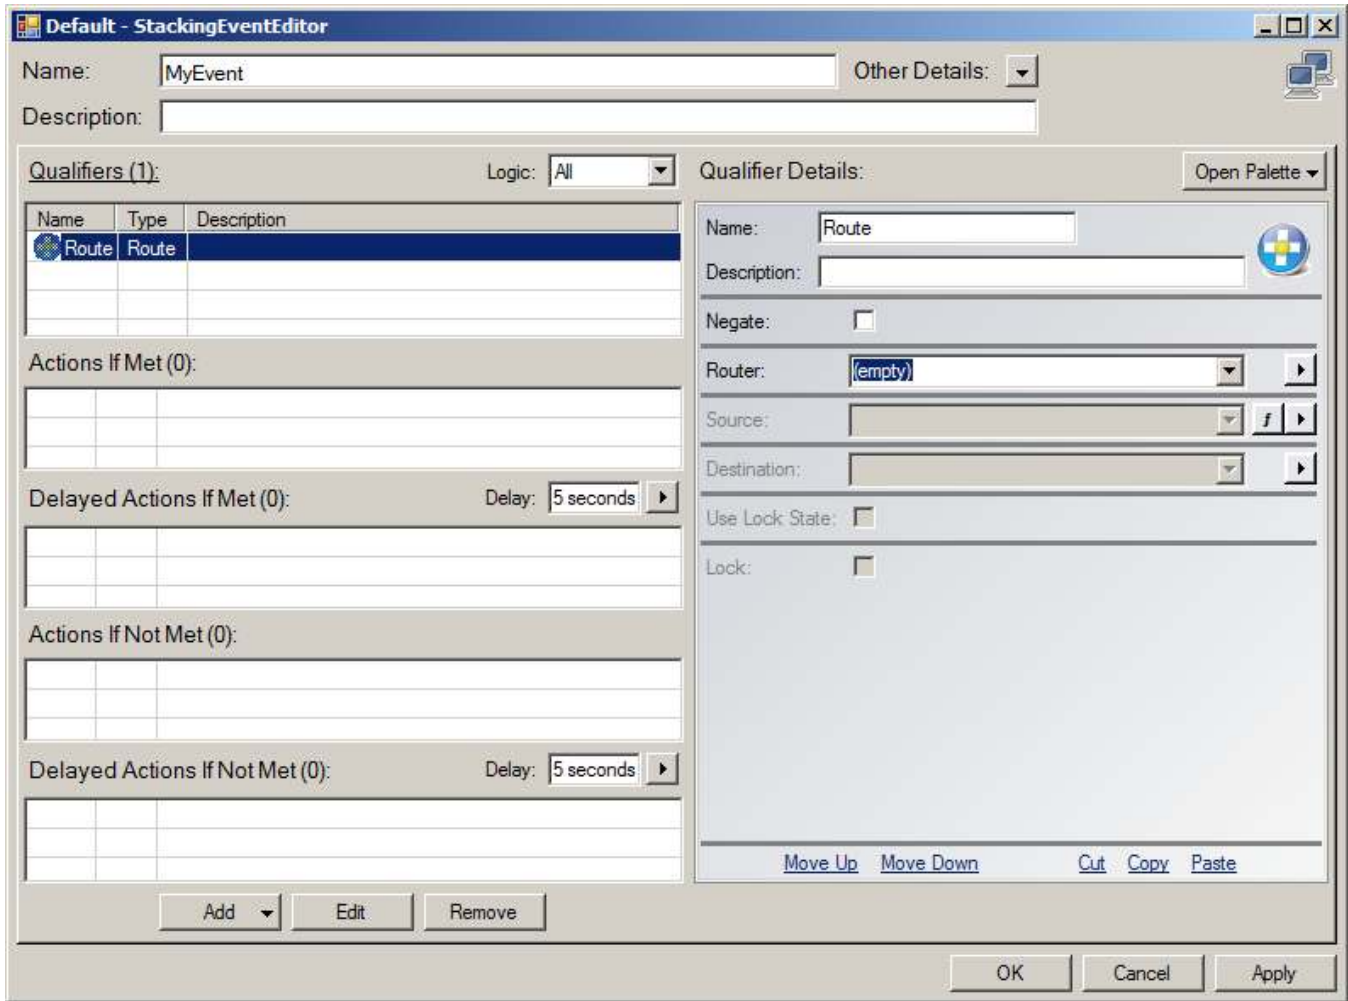 Default - StackingEventEditor
Name: MyEvent Other Details:
Description:
Qualifiers (1): Logic: All
Name Type Description
Route Route
Actions If Met (0):
Delayed Actions If Met (0): Delay: 5 seconds
Actions If Not Met (0):
Delayed Actions If Not Met (0): Delay: 5 seconds
Add Edit Remove
Qualifier Details: Open Palette
Name: Route
Description:
Negate:
Router: (empty)
Source: f
Destination:
Use Lock State:
Lock:
Move Up Move Down Cut Copy Paste
OK Cancel Apply